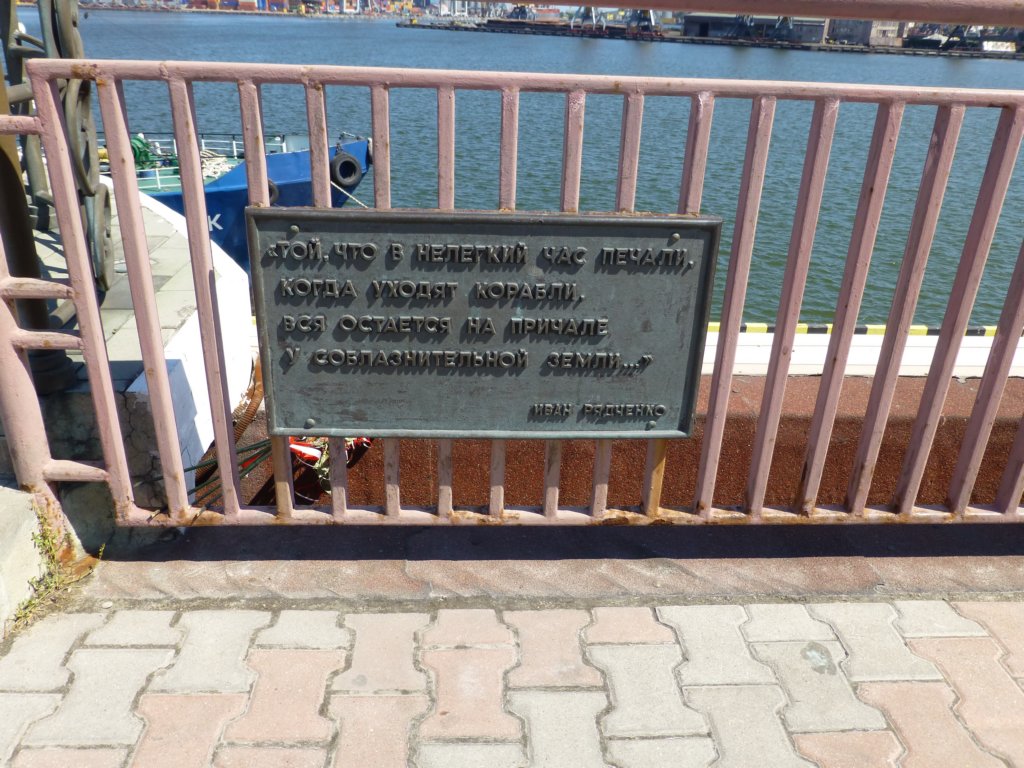 «ТОЙ, ЧТО В НЕЛЕГКИЙ ЧАС ПЕЧАЛИ,
КОГДА УХОДЯТ КОРАБЛИ,
ВСЯ ОСТАЕТСЯ НА ПРИЧАЛЕ
У СОБЛАЗНИТЕЛЬНОЙ ЗЕМЛИ...»
ИВАН РЯДЧЕНКО
К